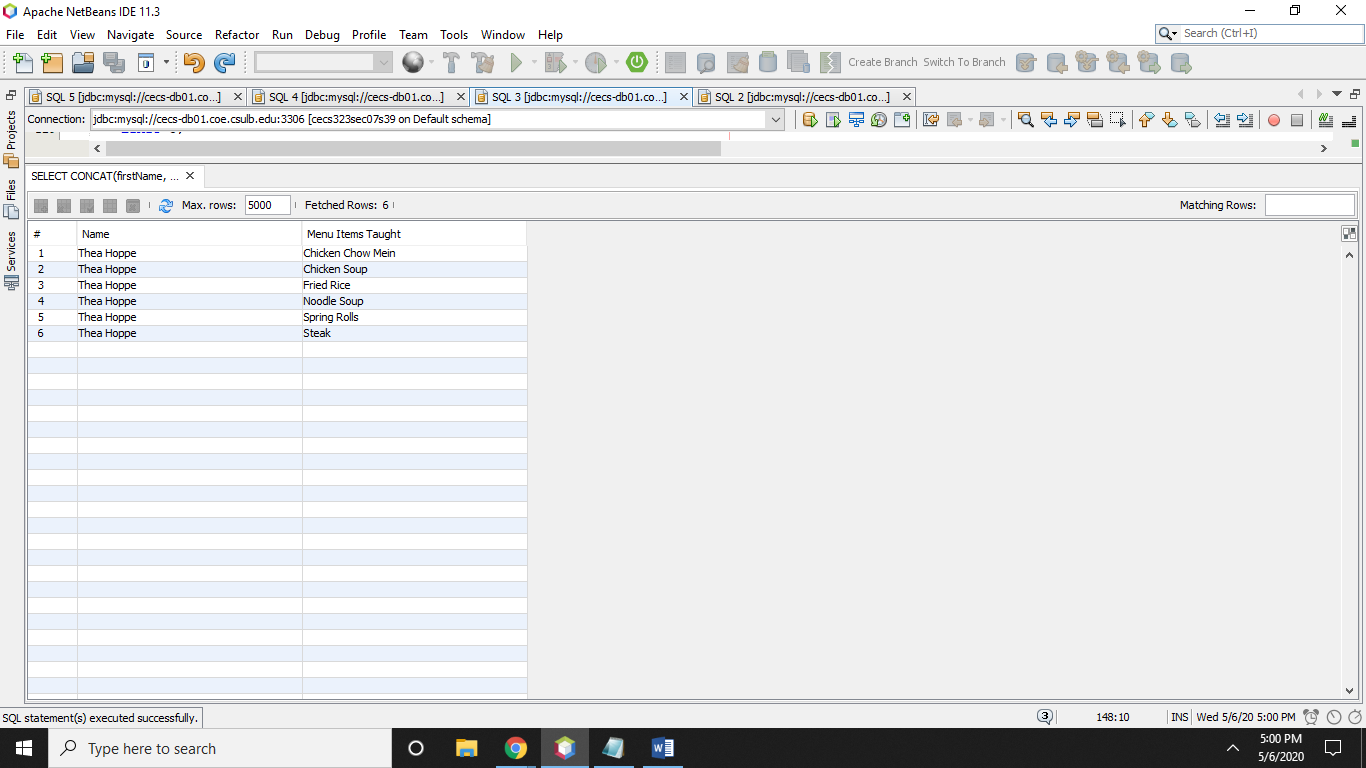 Apache NetBeans IDE 11.3
File Edit View Navigate Source Refactor Run Debug Profile Team Tools Window Help
Search (Ctrl+I)
Create Branch Switch To Branch
SQL 5 [jdbc:mysql://cecs-db01.co...] SQL 4 [jdbc:mysql://cecs-db01.co...] SQL 3 [jdbc:mysql://cecs-db01.co...] SQL 2 [jdbc:mysql://cecs-db01.co...]
Projects
Files
Services
Connection: jdbc:mysql://cecs-db01.coe.csulb.edu:3306 [cecs323sec07s39 on Default schema]
SELECT CONCAT(firstName, ...
Max. rows: 5000 Fetched Rows: 6 Matching Rows:
# Name Menu Items Taught
1 Thea Hoppe Chicken Chow Mein
2 Thea Hoppe Chicken Soup
3 Thea Hoppe Fried Rice
4 Thea Hoppe Noodle Soup
5 Thea Hoppe Spring Rolls
6 Thea Hoppe Steak
SQL statement(s) executed successfully.
3 148:10 INS Wed 5/6/20 5:00 PM
Type here to search
5:00 PM
5/6/2020